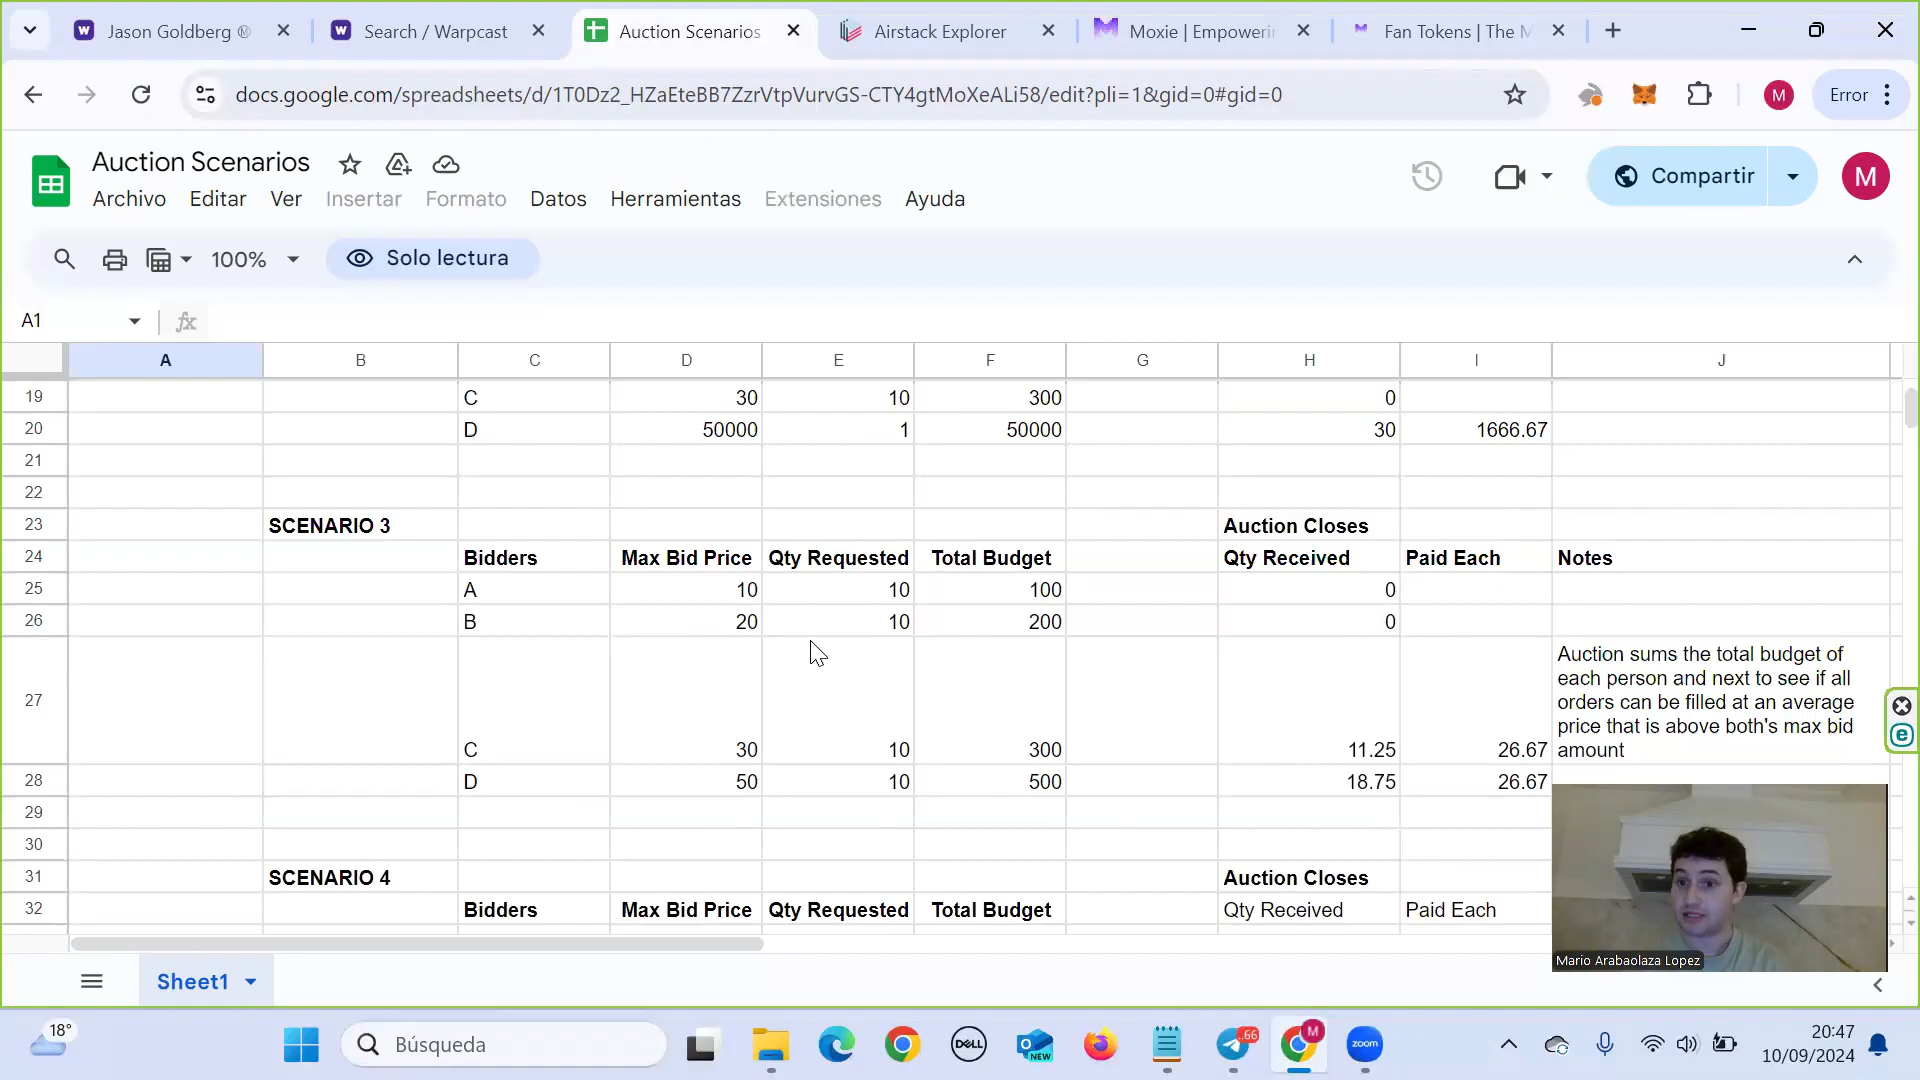 Jason Goldberg
Search / Warpcast
Auction Scenarios
Airstack Explorer
Moxie | Empowerin
Fan Tokens | The M
docs.google.com/spreadsheets/d/1T0Dz2_HZaEteBB7ZzrVtpVurvGS-CTY4gtMoXeALi58/edit?pli=1&gid=0#gid=0
M
Error
Auction Scenarios
Archivo Editar Ver Insertar Formato Datos Herramientas Extensiones Ayuda
Compartir
M
100%
Solo lectura
A1
fx
A B C D E F G H I J
19 C 30 10 300 0
20 D 50000 1 50000 30 1666.67
21
22
23 SCENARIO 3 Auction Closes
24 Bidders Max Bid Price Qty Requested Total Budget Qty Received Paid Each Notes
25 A 10 10 100 0
26 B 20 10 200 0
Auction sums the total budget of
each person and next to see if all
27 orders can be filled at an average
price that is above both's max bid
C 30 10 300 11.25 26.67 amount
28 D 50 10 500 18.75 26.67
29
30
31 SCENARIO 4 Auction Closes
32 Bidders Max Bid Price Qty Requested Total Budget Qty Received Paid Each
Mario Arabaolaza Lopez
Sheet1
18°
Búsqueda
DELL
NEW
66
M
zoom
20:47
10/09/2024